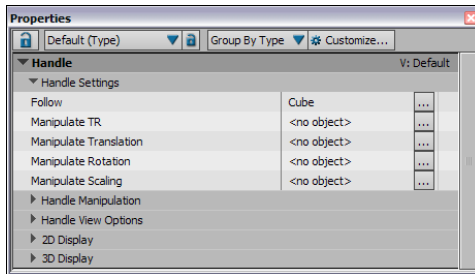 Properties
Default (Type) Group By Type Customize...
Handle V: Default
Handle Settings
Follow Cube ...
Manipulate TR <no object> ...
Manipulate Translation <no object> ...
Manipulate Rotation <no object> ...
Manipulate Scaling <no object> ...
Handle Manipulation
Handle View Options
2D Display
3D Display